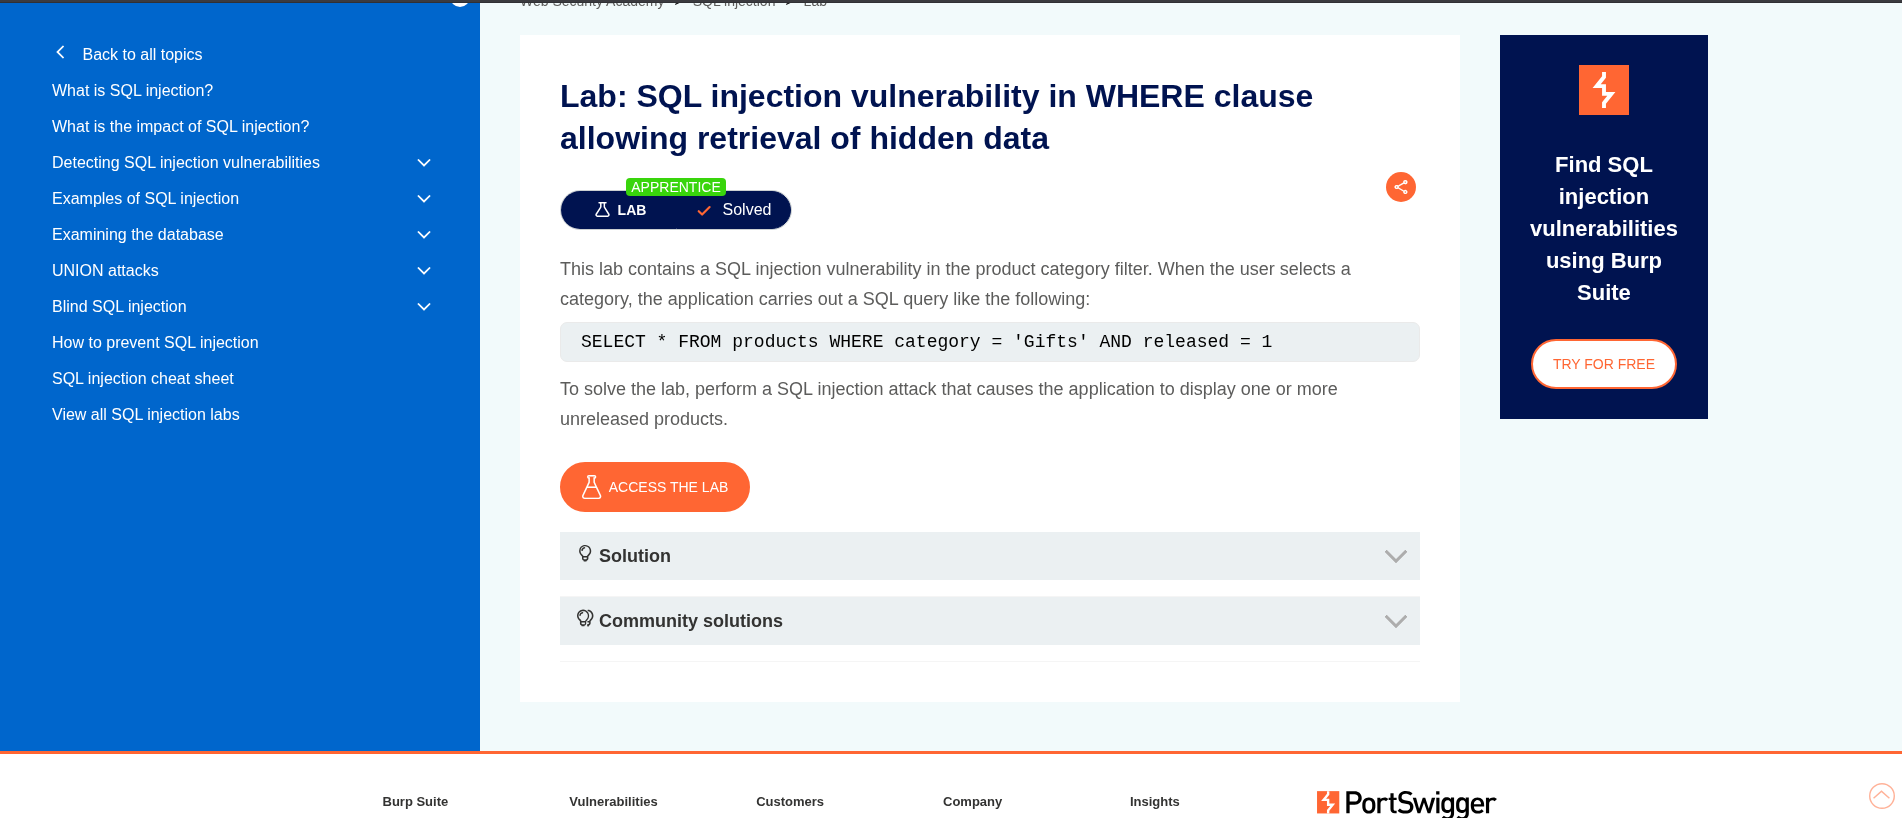 Web Security Academy > SQL injection > Lab
Back to all topics
What is SQL injection?
What is the impact of SQL injection?
Detecting SQL injection vulnerabilities
Examples of SQL injection
Examining the database
UNION attacks
Blind SQL injection
How to prevent SQL injection
SQL injection cheat sheet
View all SQL injection labs
Lab: SQL injection vulnerability in WHERE clause
allowing retrieval of hidden data
APPRENTICE
LAB Solved
This lab contains a SQL injection vulnerability in the product category filter. When the user selects a
category, the application carries out a SQL query like the following:
SELECT * FROM products WHERE category = 'Gifts' AND released = 1
To solve the lab, perform a SQL injection attack that causes the application to display one or more
unreleased products.
ACCESS THE LAB
Solution
Community solutions
Find SQL
injection
vulnerabilities
using Burp
Suite
TRY FOR FREE
Burp Suite
Vulnerabilities
Customers
Company
Insights
PortSwigger